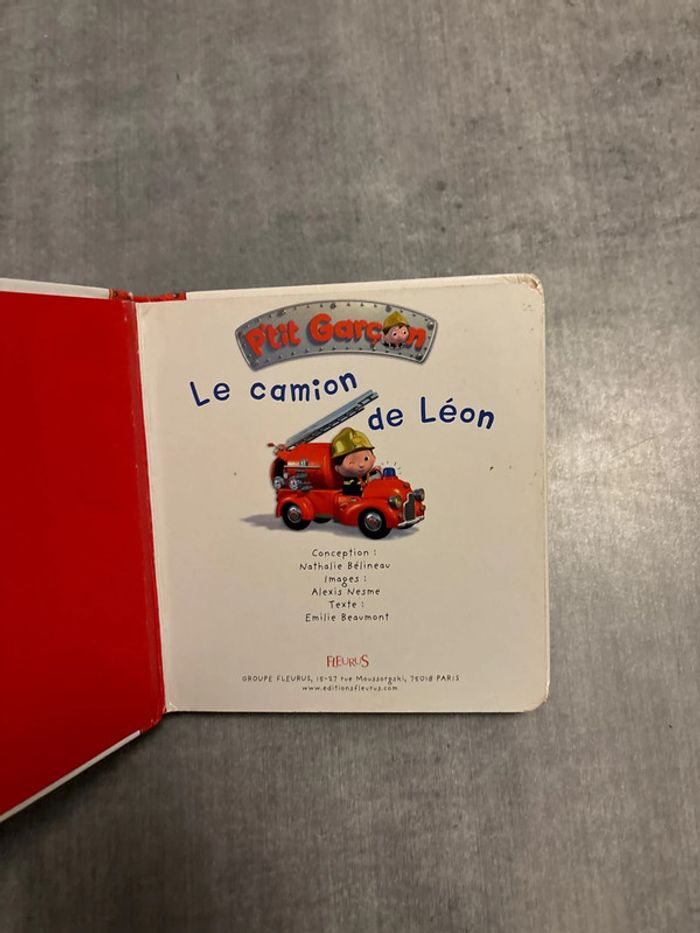 P'tit Garçon
Le camion
de Léon
Conception :
Nathalie Bélineau
Images :
Alexis Nesme
Texte :
Emilie Beaumont
FLEURUS
GROUPE FLEURUS, 15-27 rue Moussorgski, 75018 PARIS
www.editionsfleurus.com